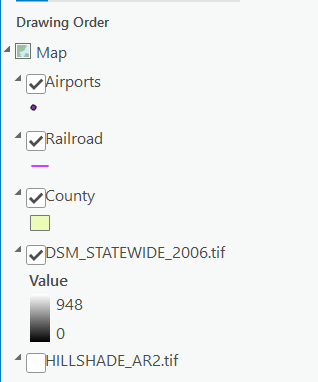 Drawing Order
Map
Airports
Railroad
County
DSM_STATEWIDE_2006.tif
Value
948
0
HILLSHADE_AR2.tif